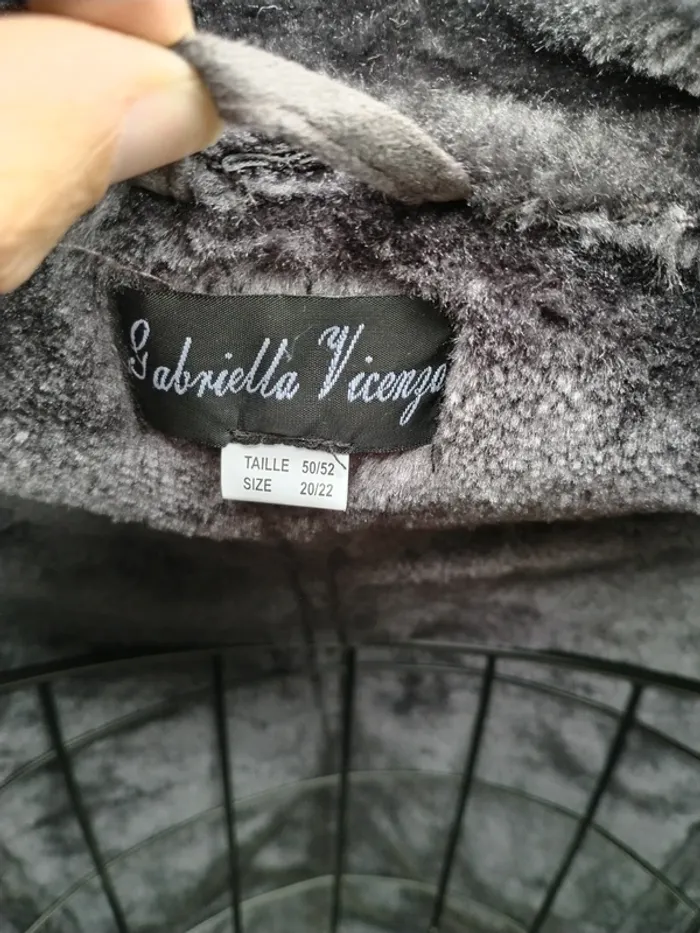 Gabriella Vicenza
TAILLE 50/52
SIZE 20/22